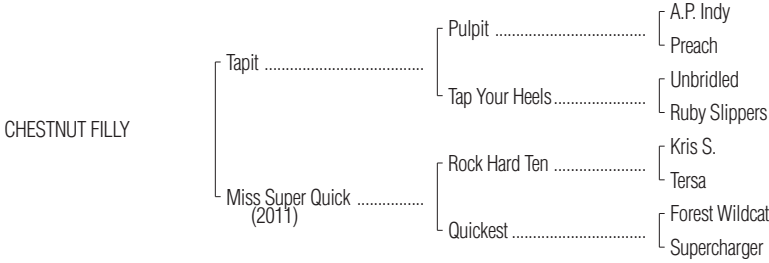 A.P. Indy
Pulpit ....................................
Preach
Tapit ......................................
Unbridled
Tap Your Heels......................
Ruby Slippers
CHESTNUT FILLY
Kris S.
Rock Hard Ten ......................
Tersa
Miss Super Quick ................
(2011)
Forest Wildcat
Quickest ................................
Supercharger